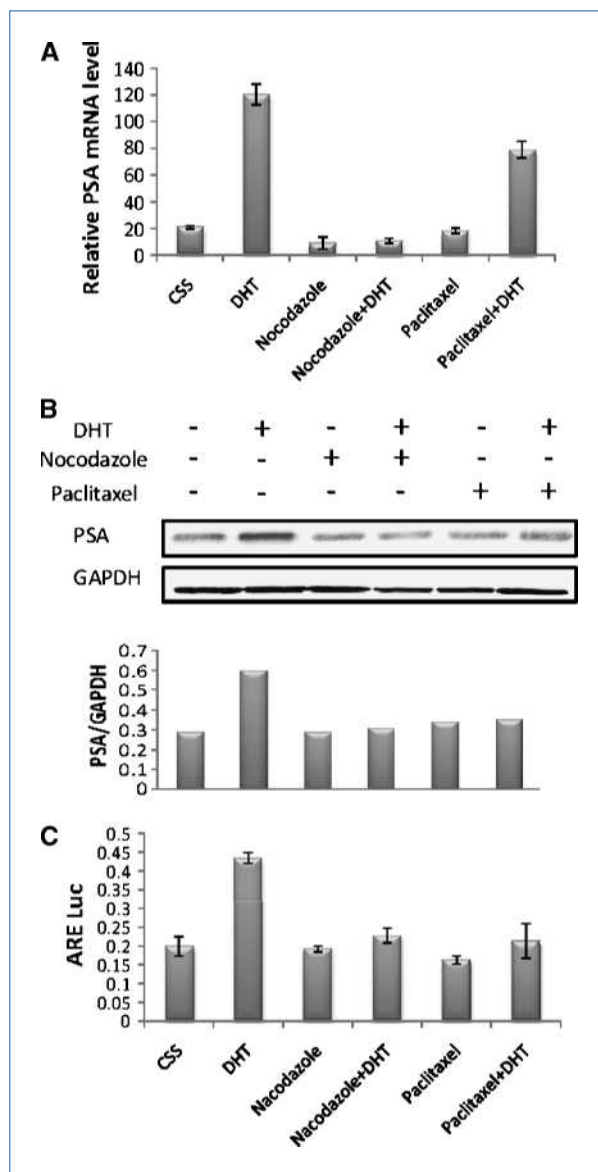 A
Relative PSA mRNA level
140
120
100
80
60
40
20
0
CSS
DHT
Nocodazole
Nocodazole+DHT
Paclitaxel
Paclitaxel+DHT
B
DHT - + - + - +
Nocodazole - - + + - -
Paclitaxel - - - - + +
PSA
GAPDH
PSA/GAPDH
0.7
0.6
0.5
0.4
0.3
0.2
0.1
0
C
ARE Luc
0.5
0.45
0.4
0.35
0.3
0.25
0.2
0.15
0.1
0.05
0
CSS
DHT
Nacodazole
Nacodazole+DHT
Paclitaxel
Paclitaxel+DHT